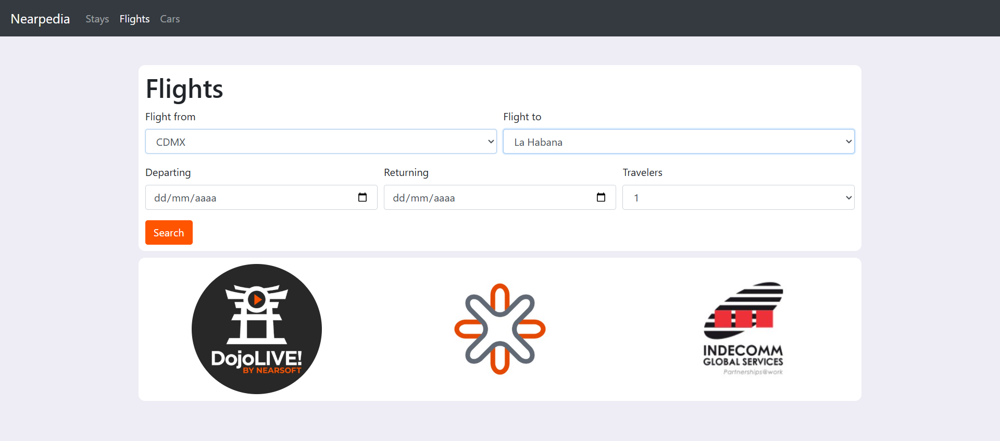 Nearpedia Stays Flights Cars
Flights
Flight from Flight to
CDMX La Habana
Departing Returning Travelers
dd/mm/aaaa dd/mm/aaaa 1
Search
DojoLIVE!
BY NEARSOFT
INDECOMM
GLOBAL SERVICES
Partnerships@work